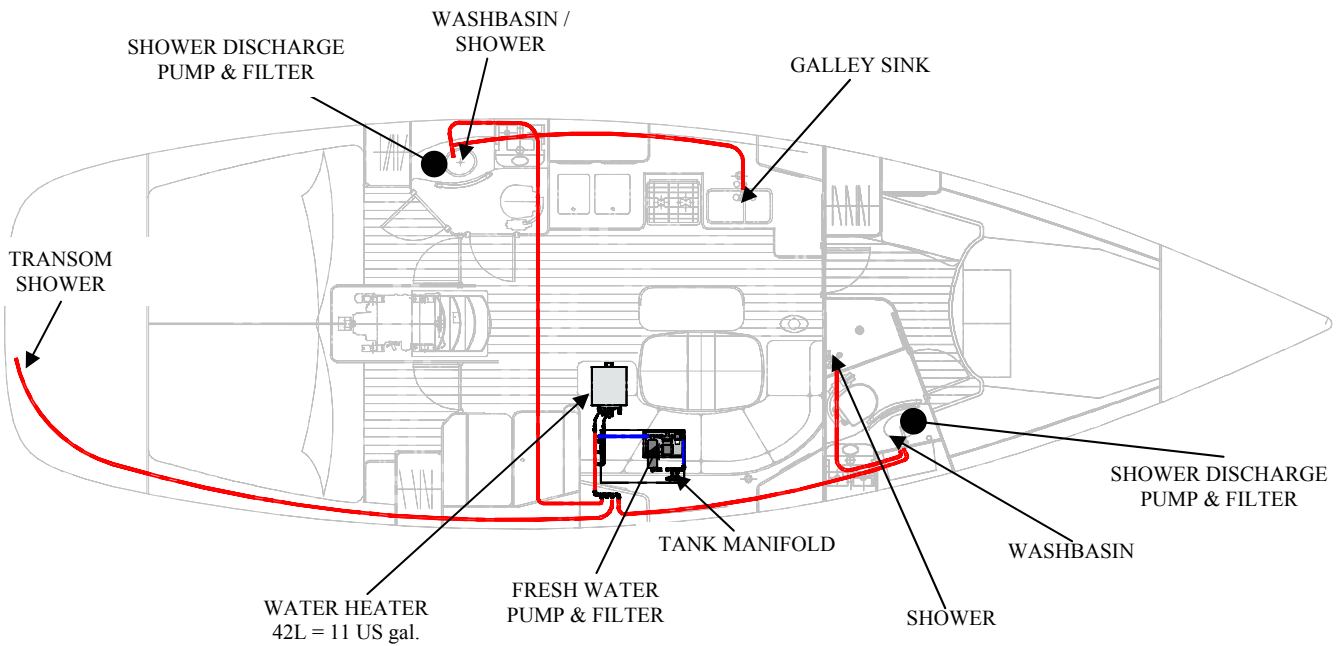 WASHBASIN /
SHOWER
SHOWER DISCHARGE
PUMP & FILTER
GALLEY SINK
TRANSOM
SHOWER
SHOWER DISCHARGE
PUMP & FILTER
TANK MANIFOLD
WASHBASIN
FRESH WATER
PUMP & FILTER
WATER HEATER
42L = 11 US gal.
SHOWER